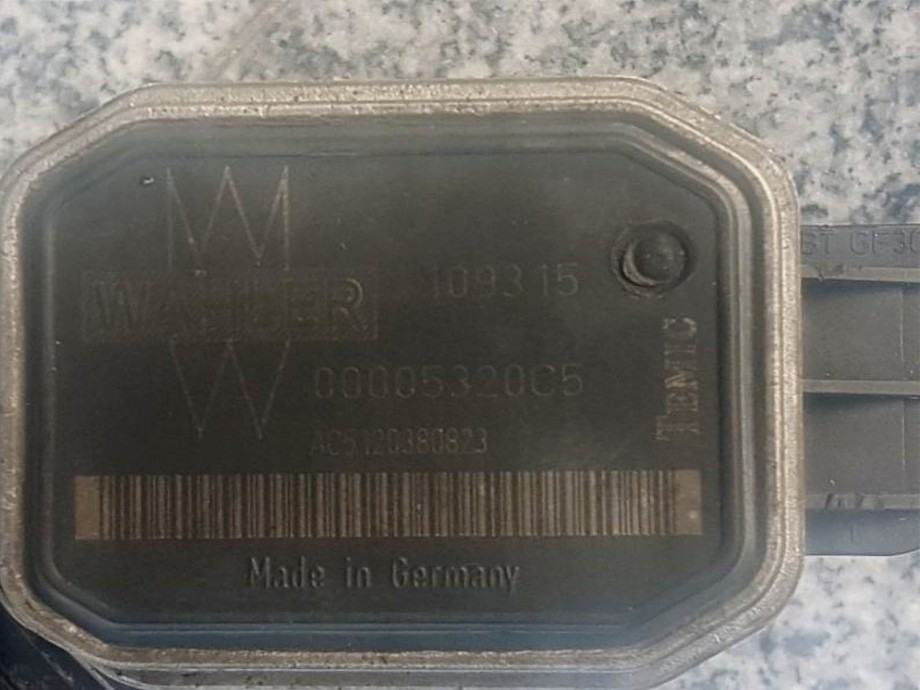 WAHLER
109315
00005320C5
AC5120380823
TEMIC
Made in Germany